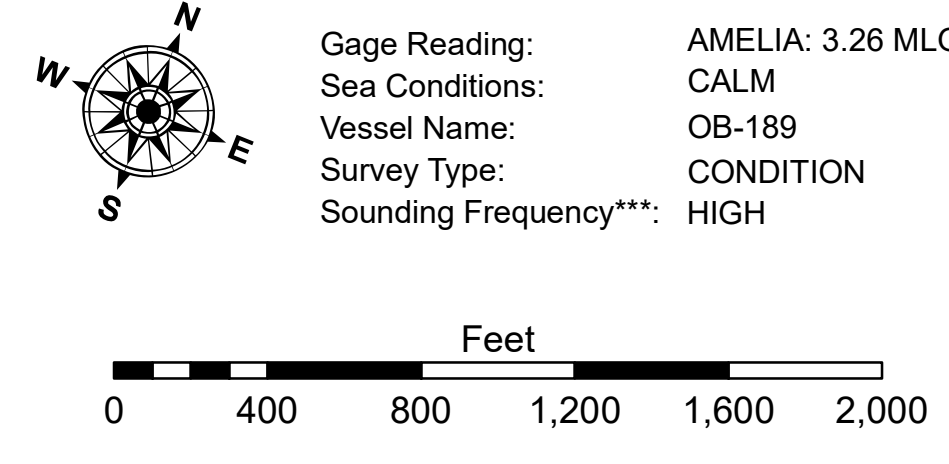 N
W
E
S
Gage Reading: AMELIA: 3.26
Sea Conditions: CALM
Vessel Name: OB-189
Survey Type: CONDITION
Sounding Frequency***: HIGH
Feet
0 400 800 1,200 1,600 2,000